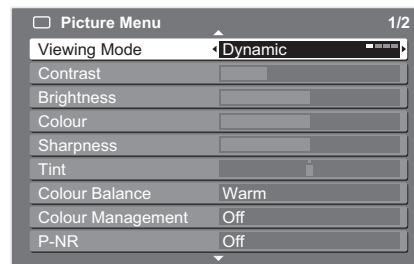 Picture Menu 1/2
Viewing Mode Dynamic
Contrast
Brightness
Colour
Sharpness
Tint
Colour Balance Warm
Colour Management Off
P-NR Off